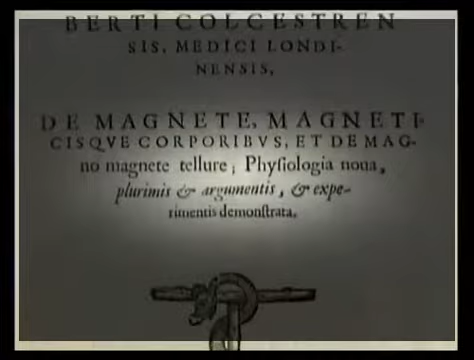 BERTI COLCESTREN
SIS, MEDICI LONDI-
NENSIS,
DE MAGNETE, MAGNETI-
CISQVE CORPORIBVS, ET DE MAG-
no magnete tellure; Phyſiologia noua,
plurimis & argumentis, & expe-
rimentis demonſtrata.